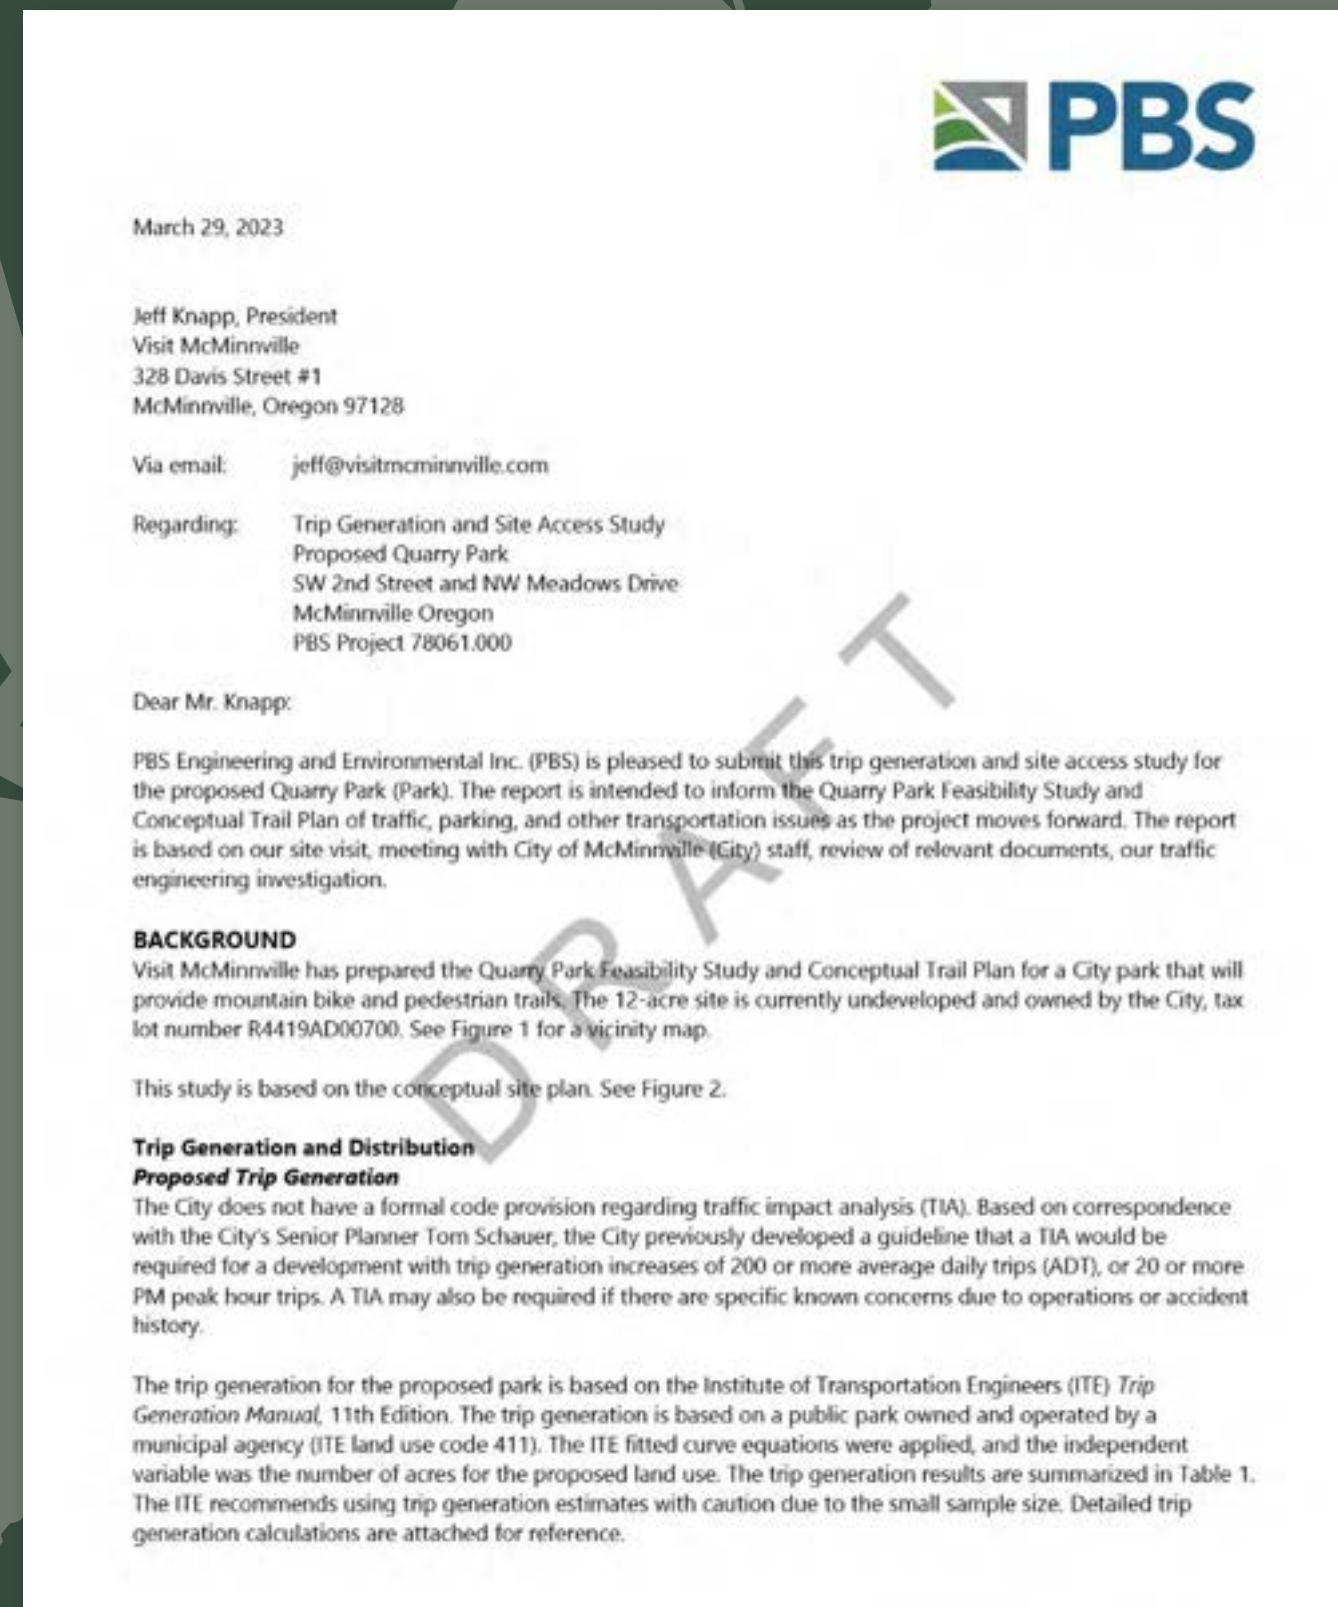 PBS
March 29, 2023
Jeff Knapp, President
Visit McMinnville
328 Davis Street #1
McMinnville, Oregon 97128
Via email: jeff@visitmcminnville.com
Regarding: Trip Generation and Site Access Study
Proposed Quarry Park
SW 2nd Street and NW Meadows Drive
McMinnville Oregon
PBS Project 78061.000
Dear Mr. Knapp:
PBS Engineering and Environmental Inc. (PBS) is pleased to submit this trip generation and site access study for
the proposed Quarry Park (Park). The report is intended to inform the Quarry Park Feasibility Study and
Conceptual Trail Plan of traffic, parking, and other transportation issues as the project moves forward. The report
is based on our site visit, meeting with City of McMinnville (City) staff, review of relevant documents, our traffic
engineering investigation.
BACKGROUND
Visit McMinnville has prepared the Quarry Park Feasibility Study and Conceptual Trail Plan for a City park that will
provide mountain bike and pedestrian trails. The 12-acre site is currently undeveloped and owned by the City, tax
lot number R4419AD00700. See Figure 1 for a vicinity map.
This study is based on the conceptual site plan. See Figure 2.
Trip Generation and Distribution
Proposed Trip Generation
The City does not have a formal code provision regarding traffic impact analysis (TIA). Based on correspondence
with the City's Senior Planner Tom Schauer, the City previously developed a guideline that a TIA would be
required for a development with trip generation increases of 200 or more average daily trips (ADT), or 20 or more
PM peak hour trips. A TIA may also be required if there are specific known concerns due to operations or accident
history.
The trip generation for the proposed park is based on the Institute of Transportation Engineers (ITE) Trip
Generation Manual, 11th Edition. The trip generation is based on a public park owned and operated by a
municipal agency (ITE land use code 411). The ITE fitted curve equations were applied, and the independent
variable was the number of acres for the proposed land use. The trip generation results are summarized in Table 1.
The ITE recommends using trip generation estimates with caution due to the small sample size. Detailed trip
generation calculations are attached for reference.
DRAFT